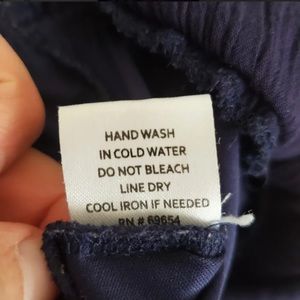 HAND WASH
IN COLD WATER
DO NOT BLEACH
LINE DRY
COOL IRON IF NEEDED
RN # 69654